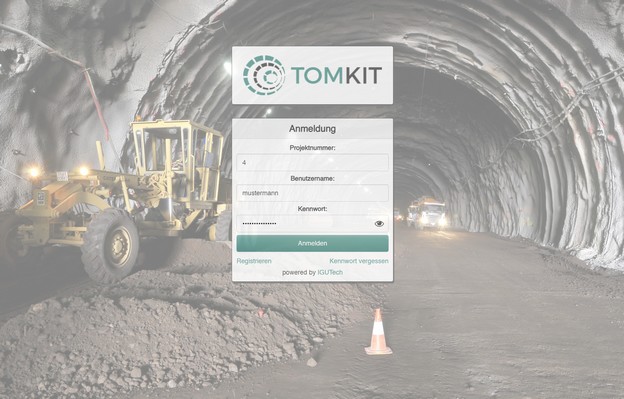 TOMKIT
Anmeldung
Projektnummer:
4
Benutzername:
mustermann
Kennwort:
Anmelden
Registrieren Kennwort vergessen
powered by IGUTech